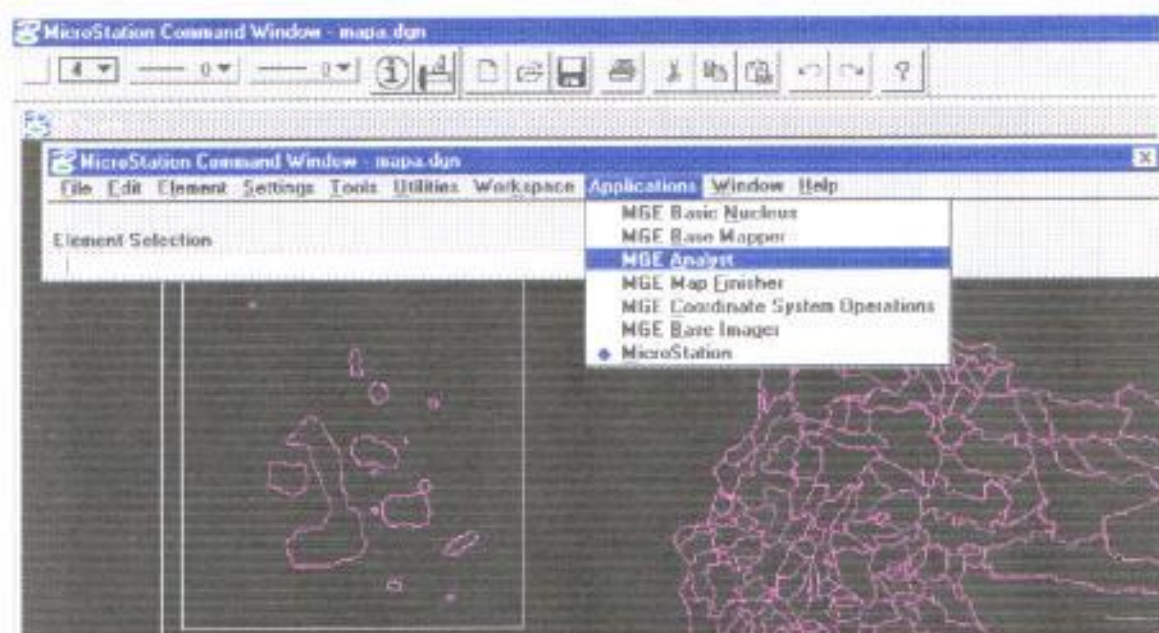 MicroStation Command Window - mapa.dgn
4 0 0
MicroStation Command Window - mapa.dgn
File Edit Element Settings Tools Utilities Workspace Applications Window Help
Element Selection
MGE Basic Nucleus
MGE Base Mapper
MGE Analyst
MGE Map Finisher
MGE Coordinate System Operations
MGE Base Imager
MicroStation